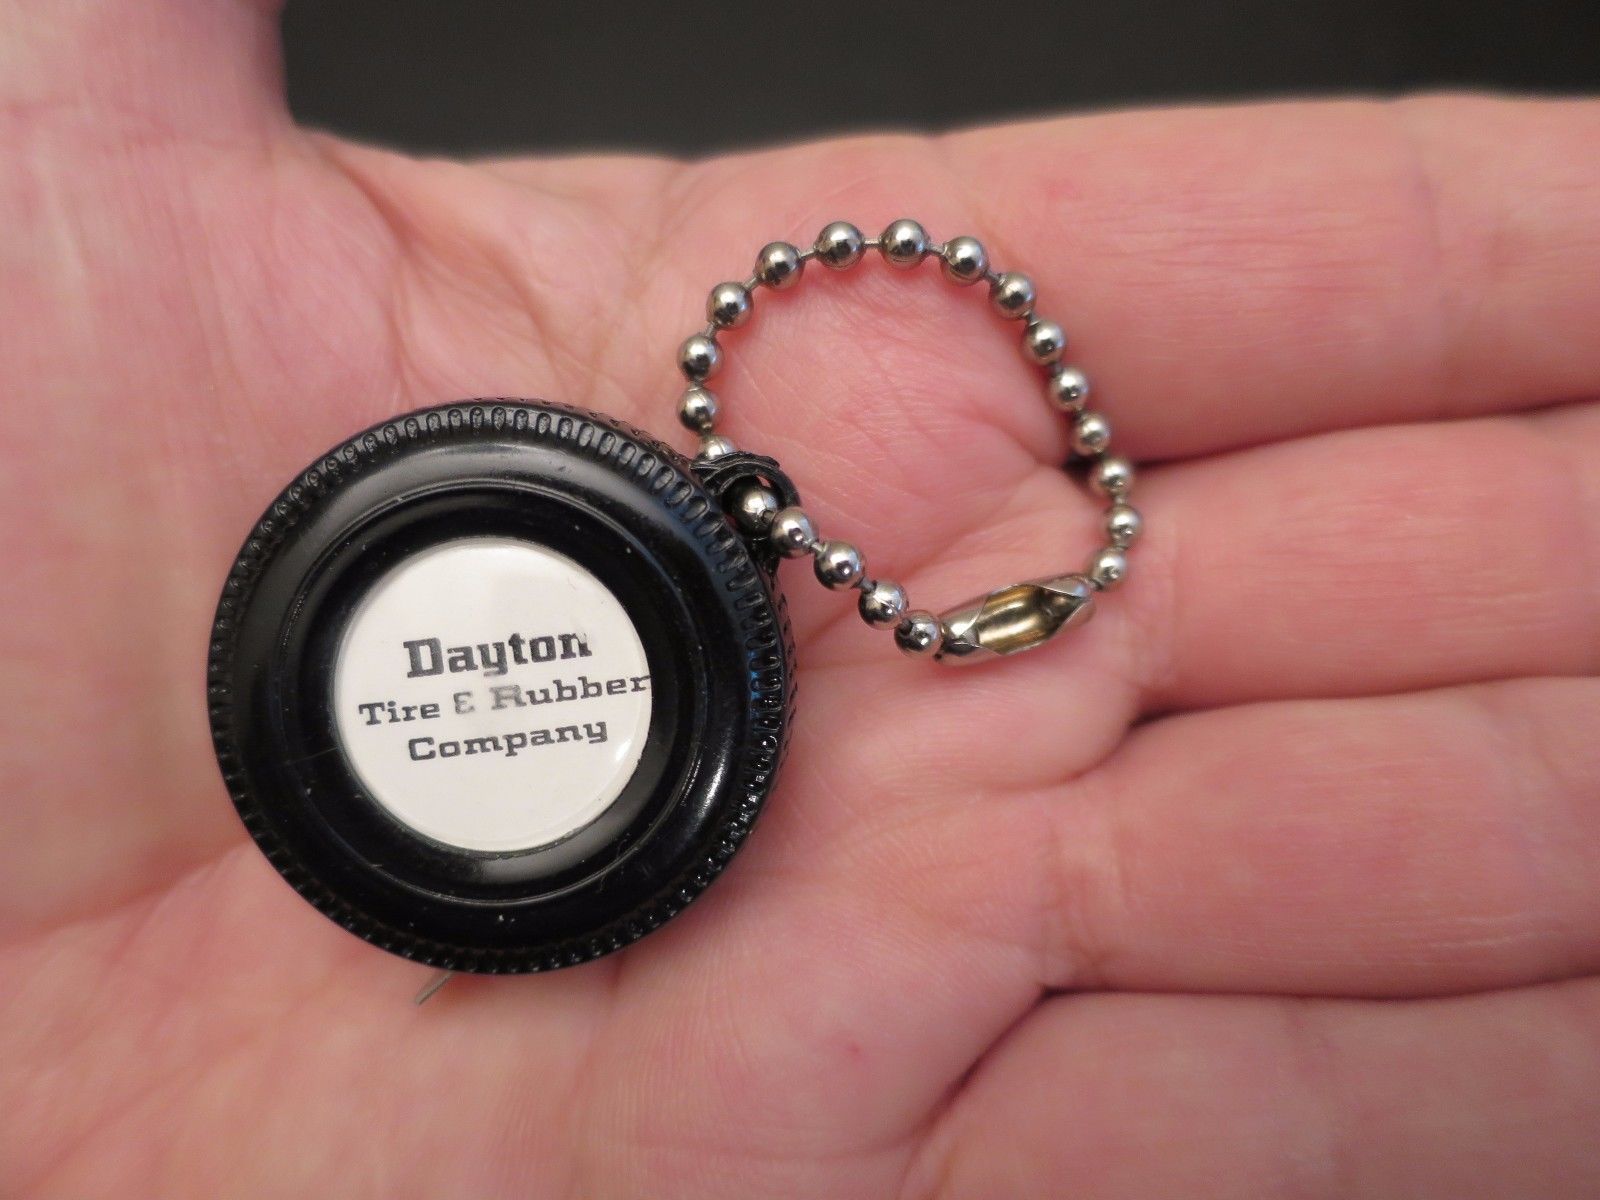 Dayton
Tire & Rubber
Company